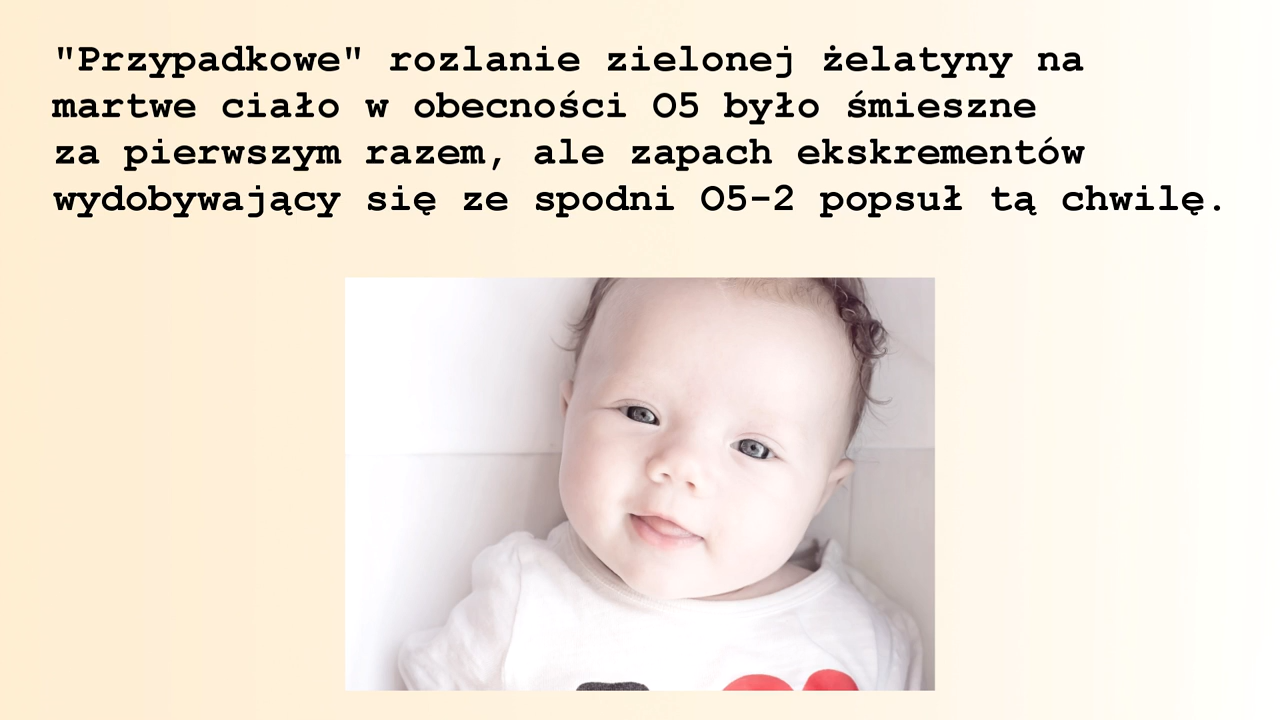 "Przypadkowe" rozlanie zielonej żelatyny na
martwe ciało w obecności O5 było śmieszne
za pierwszym razem, ale zapach ekskrementów
wydobywający się ze spodni O5-2 popsuł tą chwilę.